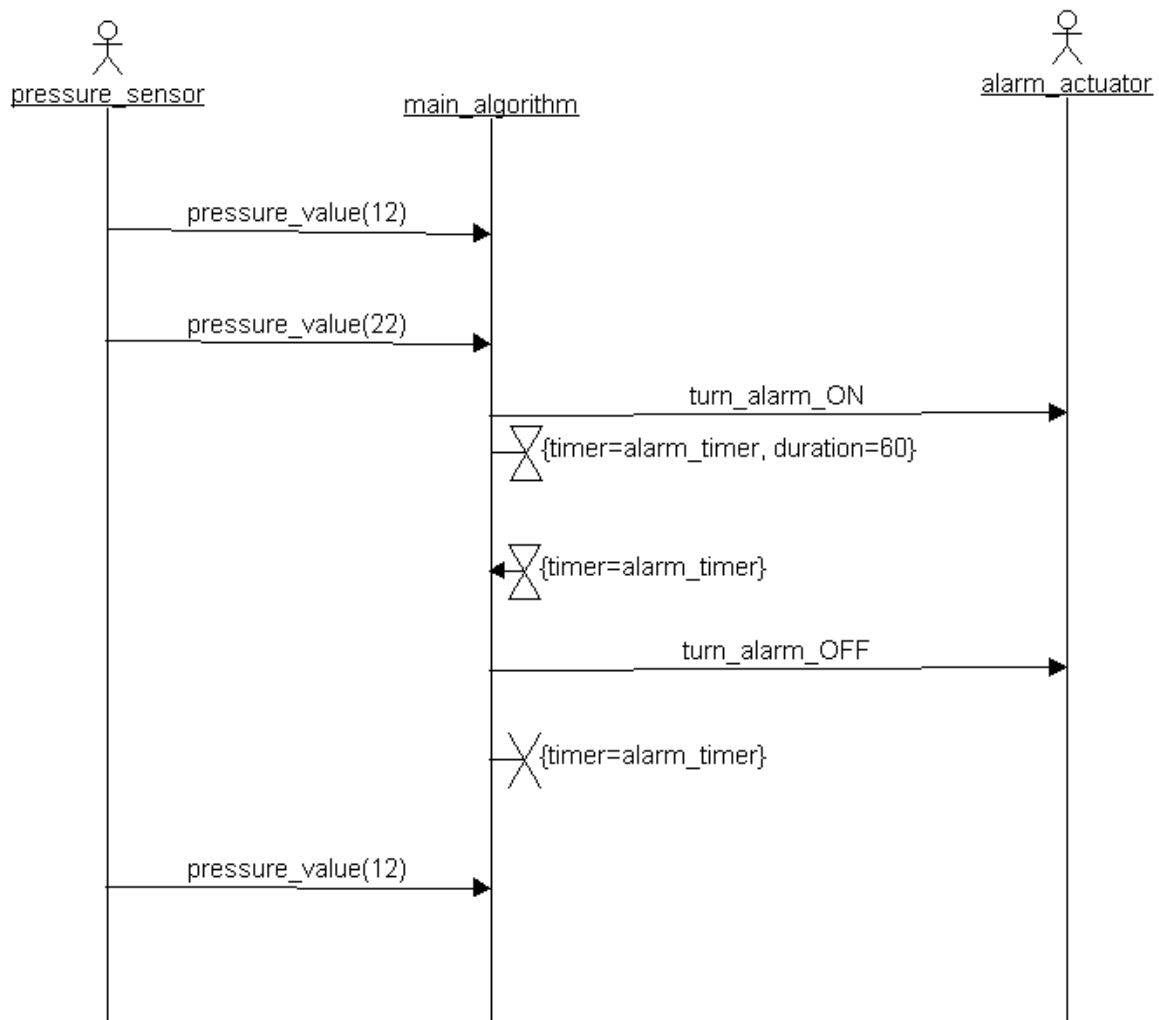 pressure_sensor
main_algorithm
alarm_actuator
pressure_value(12)
pressure_value(22)
turn_alarm_ON
{timer=alarm_timer, duration=60}
{timer=alarm_timer}
turn_alarm_OFF
{timer=alarm_timer}
pressure_value(12)